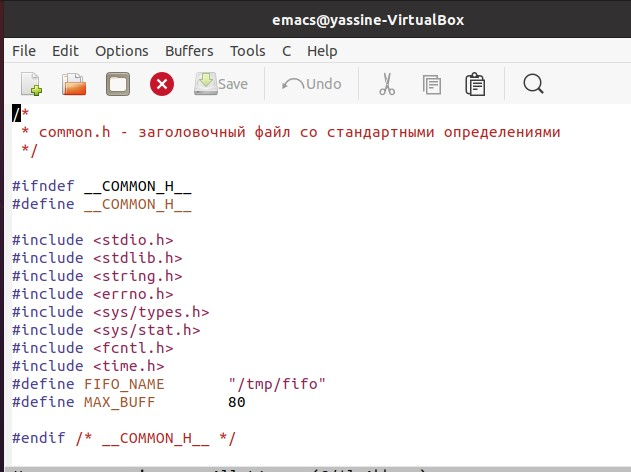 emacs@yassine-VirtualBox
File Edit Options Buffers Tools C Help
Save Undo
/*
 * common.h - заголовочный файл со стандартными определениями
 */
#ifndef __COMMON_H__
#define __COMMON_H__
#include <stdio.h>
#include <stdlib.h>
#include <string.h>
#include <errno.h>
#include <sys/types.h>
#include <sys/stat.h>
#include <fcntl.h>
#include <time.h>
#define FIFO_NAME "/tmp/fifo"
#define MAX_BUFF 80
#endif /* __COMMON_H__ */